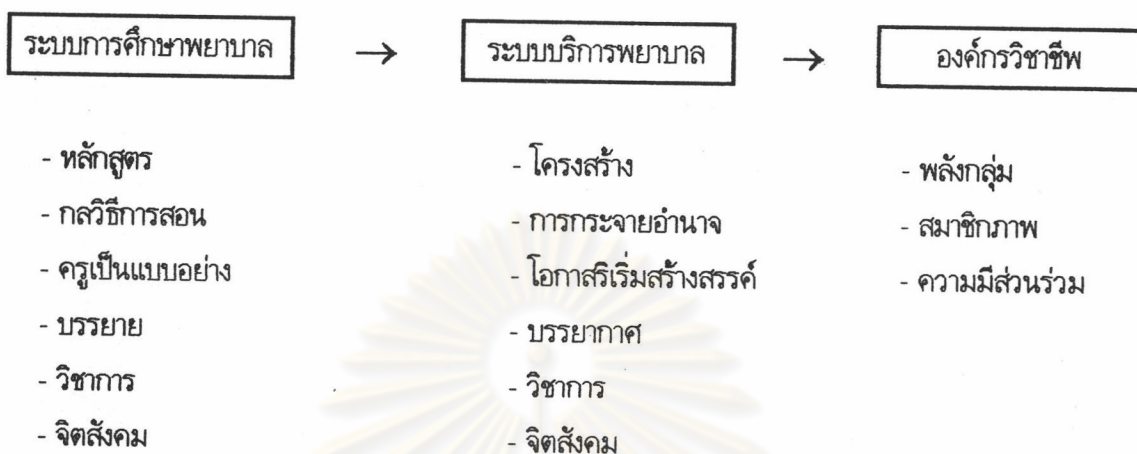 ระบบการศึกษาพยาบาล → ระบบบริการพยาบาล → องค์กรวิชาชีพ
- หลักสูตร
- กลวิธีการสอน
- ครูเป็นแบบอย่าง
- บรรยาย
- วิชาการ
- จิตสังคม
- โครงสร้าง
- การกระจายอำนาจ
- โอกาสริเริ่มสร้างสรรค์
- บรรยากาศ
- วิชาการ
- จิตสังคม
- พลังกลุ่ม
- สมาชิกภาพ
- ความมีส่วนร่วม